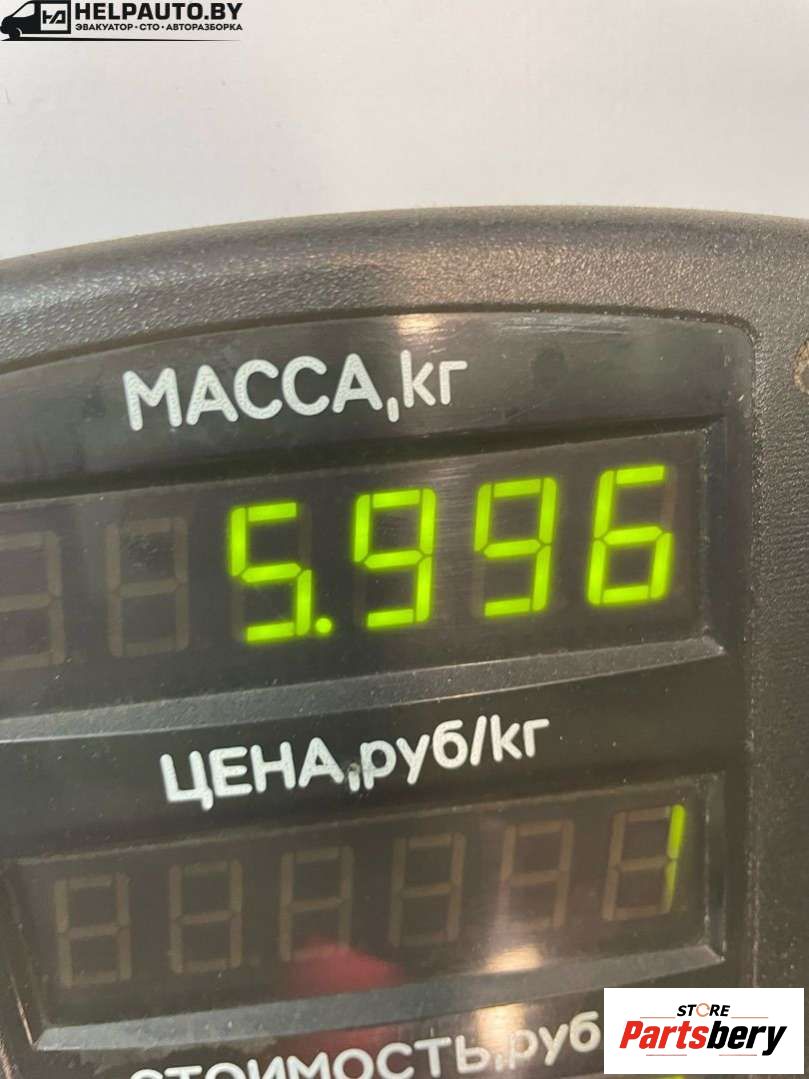 HELPAUTO.BY
ЭВАКУАТОР•СТО•АВТОРАЗБОРКА
МАССА,кг
5.996
ЦЕНА,руб/кг
1
СТОИМОСТЬ,руб
STORE
Partsbery